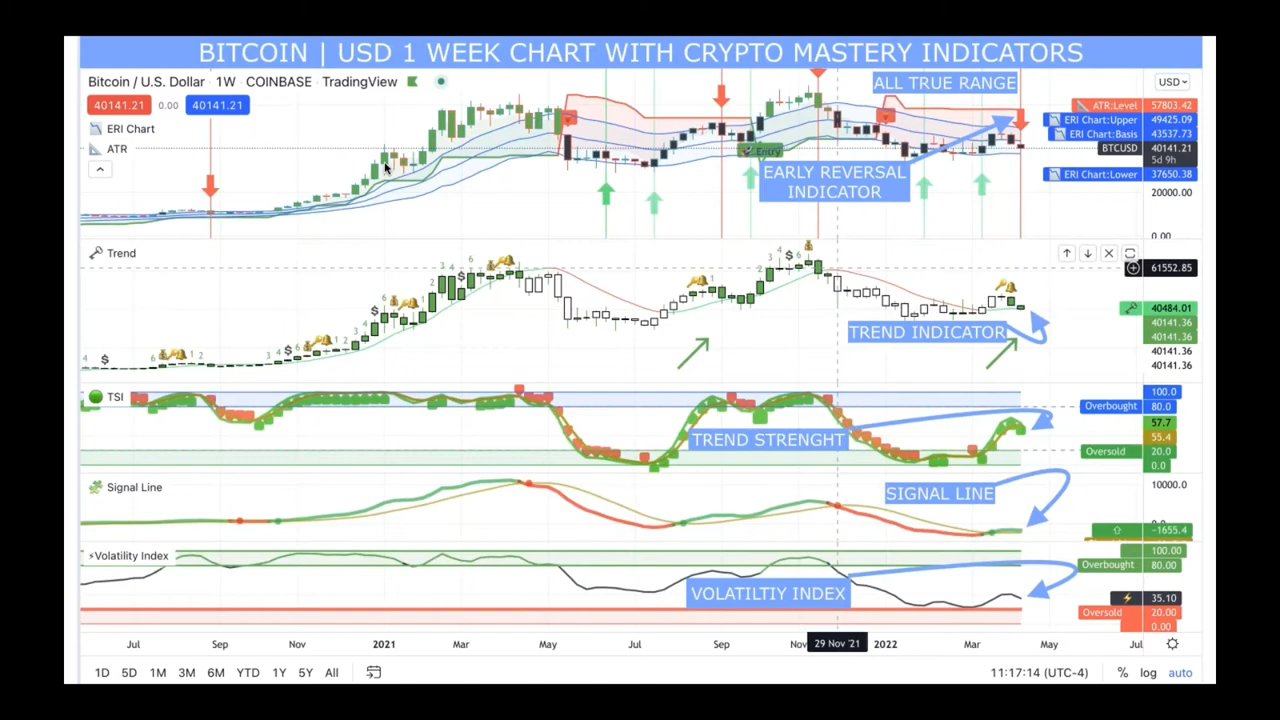 BITCOIN | USD 1 WEEK CHART WITH CRYPTO MASTERY INDICATORS
Bitcoin / U.S. Dollar · 1W · COINBASE · TradingView
ALL TRUE RANGE
USD
40141.21 0.00 40141.21
ATR:Level 57803.42
ERI Chart:Upper 49425.09
ERI Chart
ERI Chart:Basis 43537.73
ATR
BTCUSD 40141.21
5d 9h
Entry
EARLY REVERSAL
INDICATOR
ERI Chart:Lower 37650.38
20000.00
0.00
Trend
61552.85
40484.01
40141.36
TREND INDICATOR
40141.36
40141.36
40141.36
TSI
100.0
Overbought 80.0
57.7
TREND STRENGHT
55.4
Oversold 20.0
0.0
Signal Line
10000.0
SIGNAL LINE
−1655.4
⚡Volatility Index
100.00
Overbought 80.00
VOLATILTIY INDEX
35.10
Oversold 20.00
0.00
Jul Sep Nov 2021 Mar May Jul Sep Nov 29 Nov '21 2022 Mar May Jul
1D 5D 1M 3M 6M YTD 1Y 5Y All
11:17:14 (UTC-4) % log auto